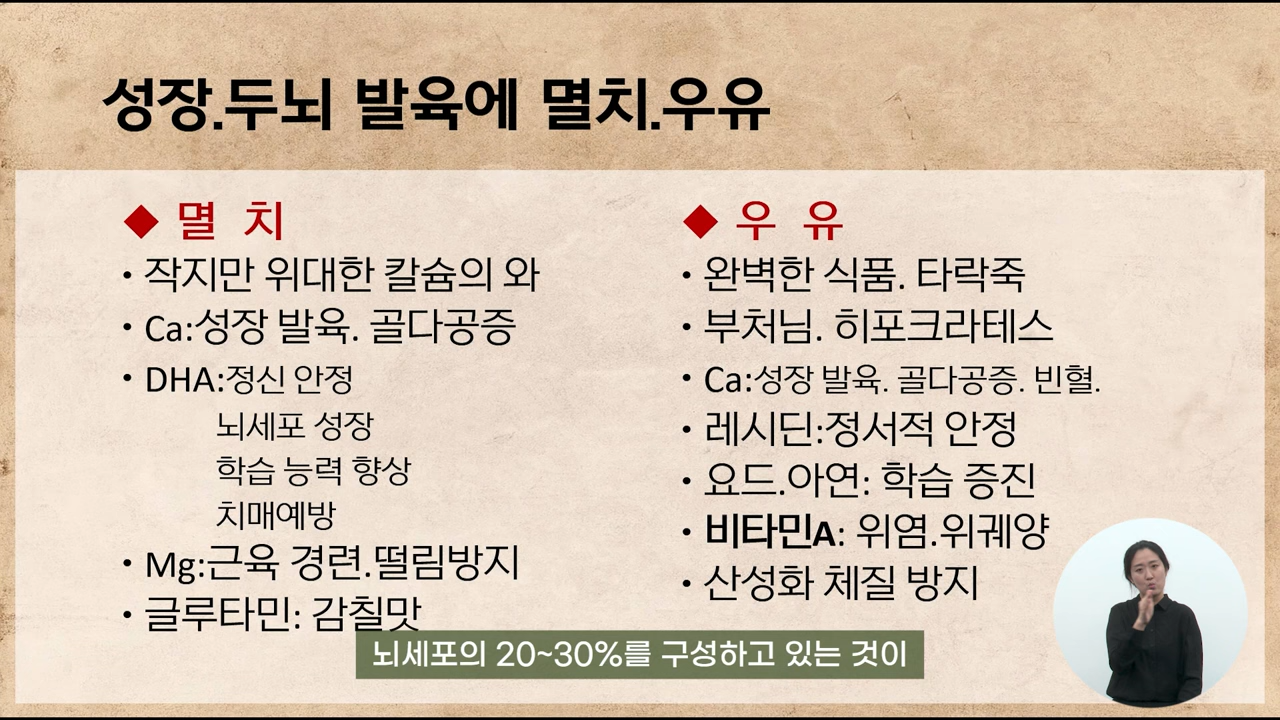 성장.두뇌 발육에 멸치.우유
◆ 멸 치
• 작지만 위대한 칼슘의 와
• Ca:성장 발육. 골다공증
• DHA:정신 안정
뇌세포 성장
학습 능력 향상
치매예방
• Mg:근육 경련.떨림방지
• 글루타민: 감칠맛
◆ 우 유
• 완벽한 식품. 타락죽
• 부처님. 히포크라테스
• Ca:성장 발육. 골다공증. 빈혈.
• 레시딘:정서적 안정
• 요드.아연: 학습 증진
• 비타민A: 위염.위궤양
• 산성화 체질 방지
뇌세포의 20~30%를 구성하고 있는 것이